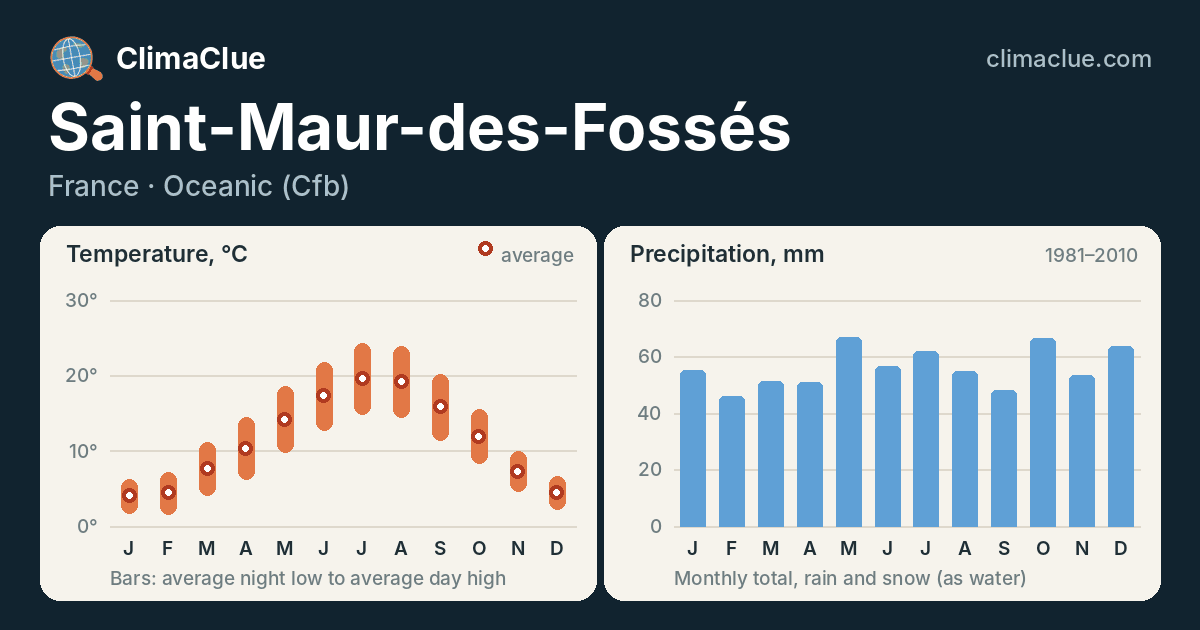 ClimaClue
climaclue.com
Saint-Maur-des-Fossés
France · Oceanic (Cfb)
Temperature, °C
average
30°
20°
10°
0°
J F M A M J J A S O N D
Bars: average night low to average day high
Precipitation, mm
1981–2010
80
60
40
20
0
J F M A M J J A S O N D
Monthly total, rain and snow (as water)